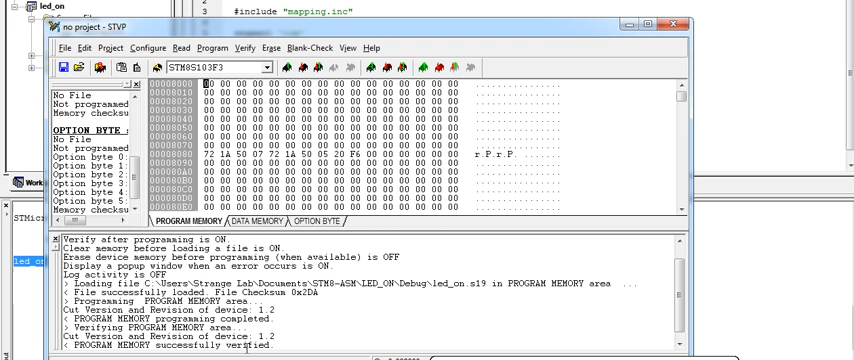 led_on
2
3
#include "mapping.inc"
no project - STVP
File Edit Project Configure Read Program Verify Erase Blank-Check View Help
STM8S103F3
No File
Not programmed
Memory checksu
OPTION BYTE
No File
Not programmed
Option byte 0:
Option byte 1:
Option byte 2:
Option byte 3:
Option byte 4:
Option byte 5:
Memory checksu
00008000 00 00 00 00 00 00 00 00 00 00 00 00 00 00 00 00 ................
00008010 00 00 00 00 00 00 00 00 00 00 00 00 00 00 00 00 ................
00008020 00 00 00 00 00 00 00 00 00 00 00 00 00 00 00 00 ................
00008030 00 00 00 00 00 00 00 00 00 00 00 00 00 00 00 00 ................
00008040 00 00 00 00 00 00 00 00 00 00 00 00 00 00 00 00 ................
00008050 00 00 00 00 00 00 00 00 00 00 00 00 00 00 00 00 ................
00008060 00 00 00 00 00 00 00 00 00 00 00 00 00 00 00 00 ................
00008070 00 00 00 00 00 00 00 00 00 00 00 00 00 00 00 00 ................
00008080 72 1A 50 07 72 1A 50 05 20 F6 00 00 00 00 00 00 r.P.r.P. .......
00008090 00 00 00 00 00 00 00 00 00 00 00 00 00 00 00 00 ................
000080A0 00 00 00 00 00 00 00 00 00 00 00 00 00 00 00 00 ................
000080B0 00 00 00 00 00 00 00 00 00 00 00 00 00 00 00 00 ................
000080C0 00 00 00 00 00 00 00 00 00 00 00 00 00 00 00 00 ................
000080D0 00 00 00 00 00 00 00 00 00 00 00 00 00 00 00 00 ................
000080E0 00 00 00 00 00 00 00 00 00 00 00 00 00 00 00 00 ................
PROGRAM MEMORY DATA MEMORY OPTION BYTE
Work
STMicr
led_on
Verify after programming is ON.
Clear memory before loading a file is ON.
Erase device memory before programming (when available) is OFF
Display a popup window when an error occurs is ON.
Log activity is OFF
> Loading file C:\Users\Strange Lab\Documents\STM8-ASM\LED_ON\Debug\led_on.s19 in PROGRAM MEMORY area ...
< File successfully loaded. File Checksum 0x2DA
> Programming PROGRAM MEMORY area...
Cut Version and Revision of device: 1.2
< PROGRAM MEMORY programming completed.
> Verifying PROGRAM MEMORY area...
Cut Version and Revision of device: 1.2
< PROGRAM MEMORY successfully verified.